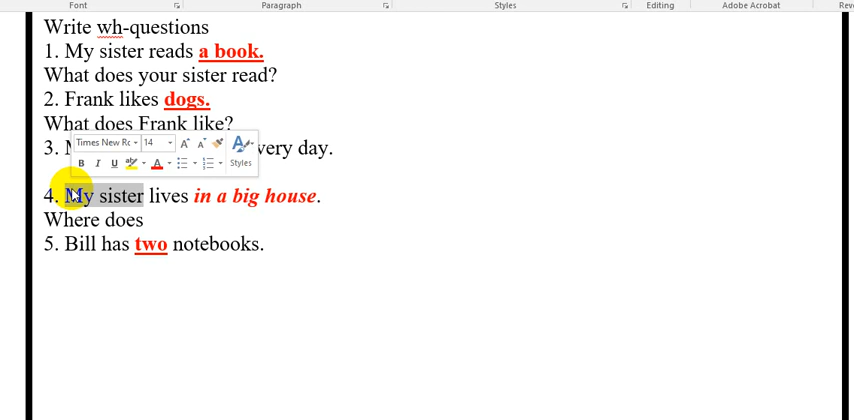 Font Paragraph Styles Editing Adobe Acrobat
Write wh-questions
1. My sister reads a book.
What does your sister read?
2. Frank likes dogs.
What does Frank like?
3. very day.
Times New Ro 14 A A A
B I U A Styles
4. My sister lives in a big house.
Where does
5. Bill has two notebooks.